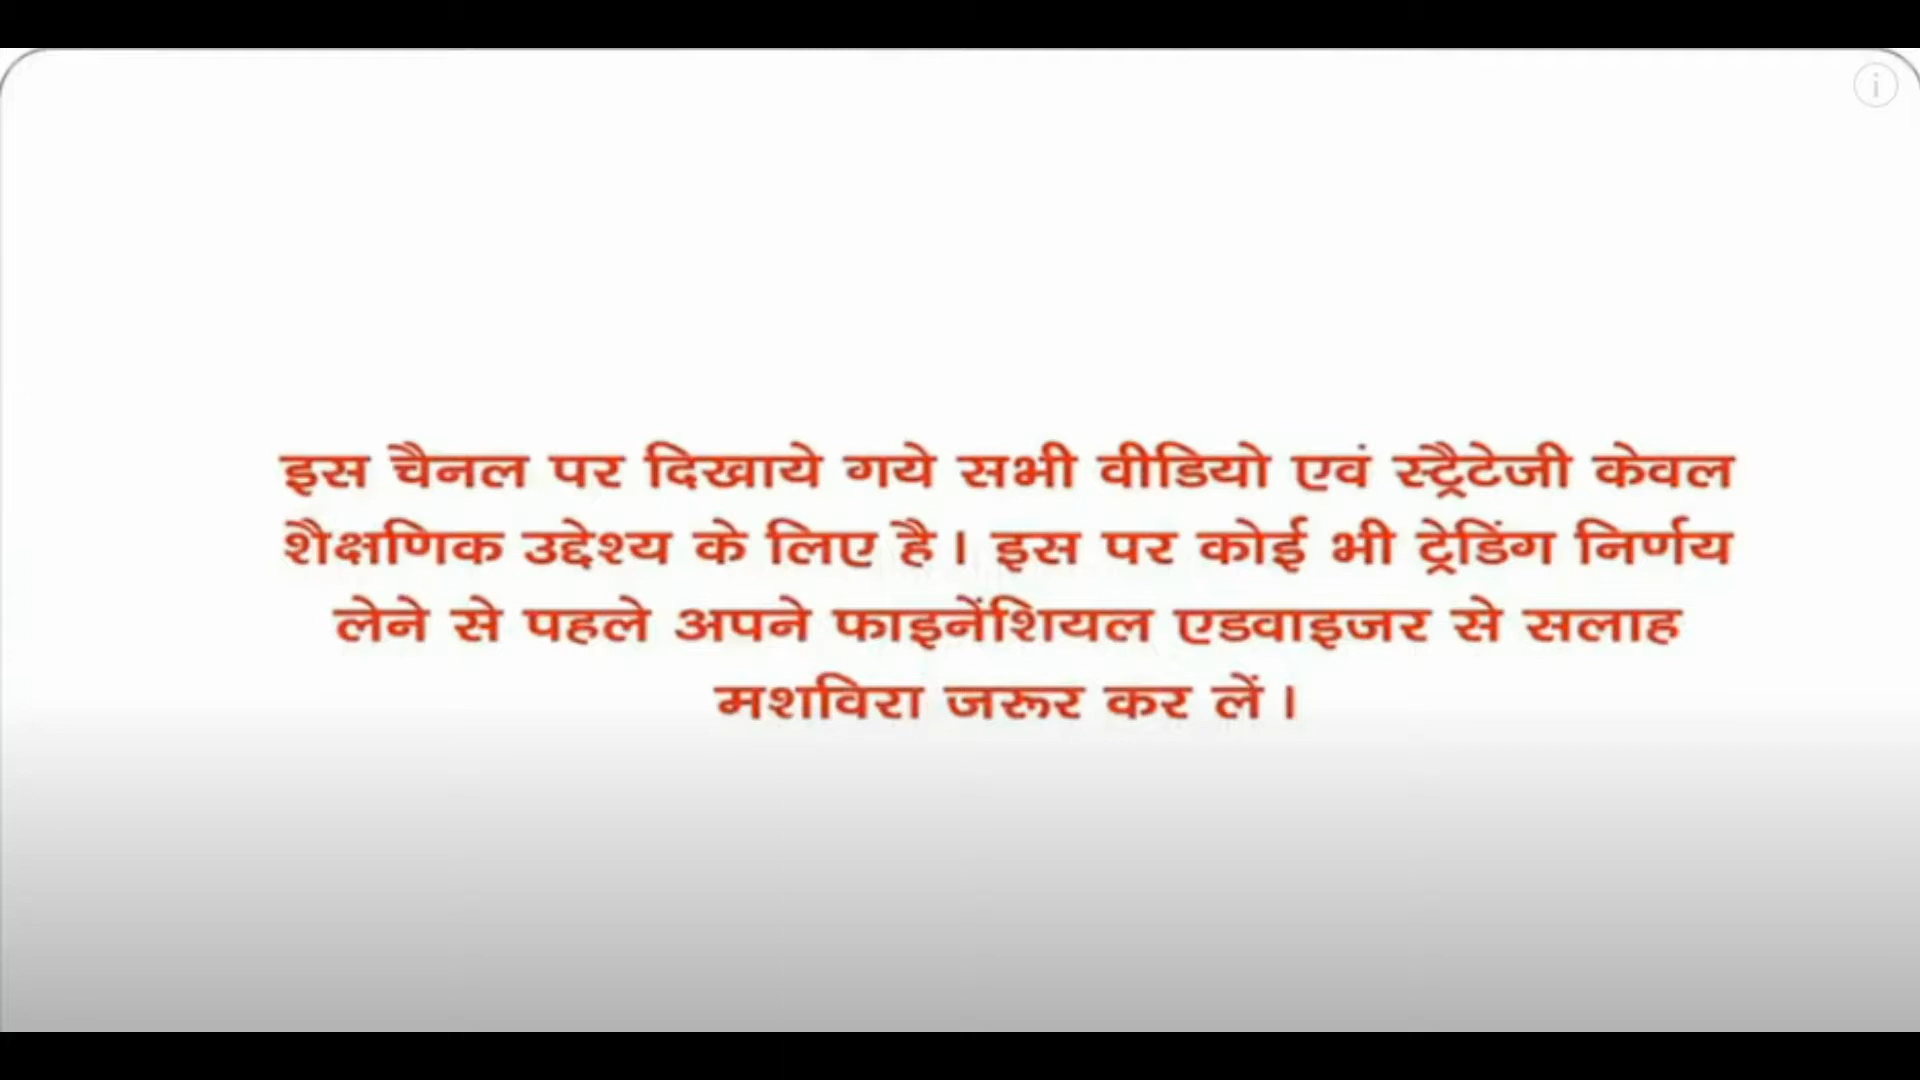 इस चैनल पर दिखाये गये सभी वीडियो एवं स्ट्रैटेजी केवल
शैक्षणिक उद्देश्य के लिए है। इस पर कोई भी ट्रेडिंग निर्णय
लेने से पहले अपने फाइनेंशियल एडवाइजर से सलाह
मशविरा जरूर कर लें।